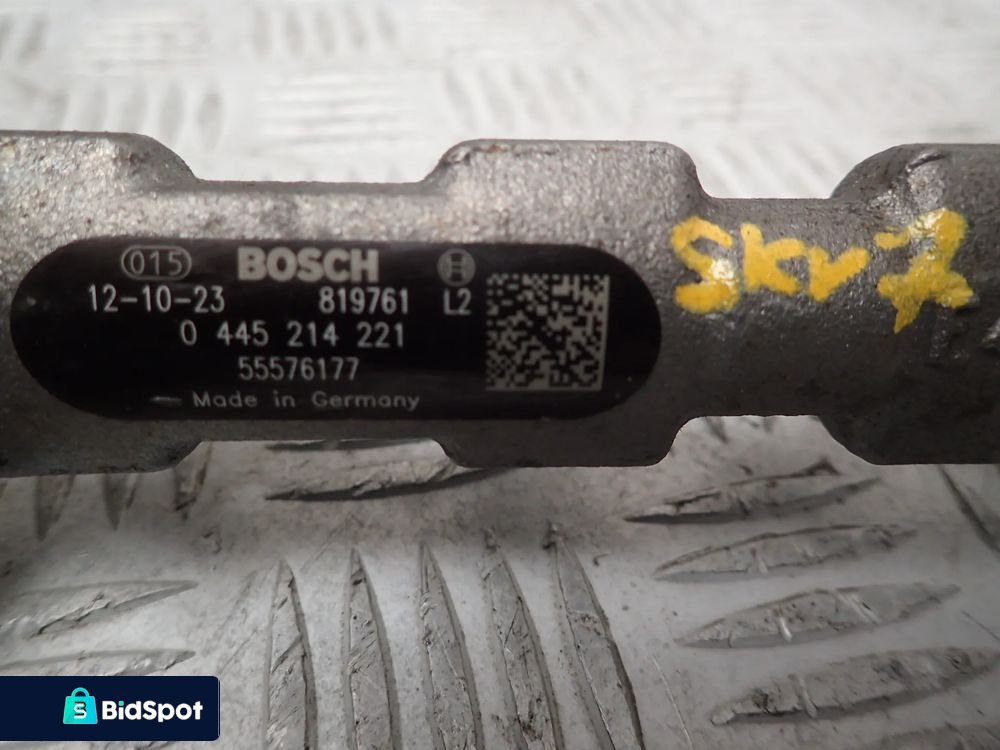 015 BOSCH
12-10-23 819761 L2
0 445 214 221
55576177
Made in Germany
SKV7
BidSpot